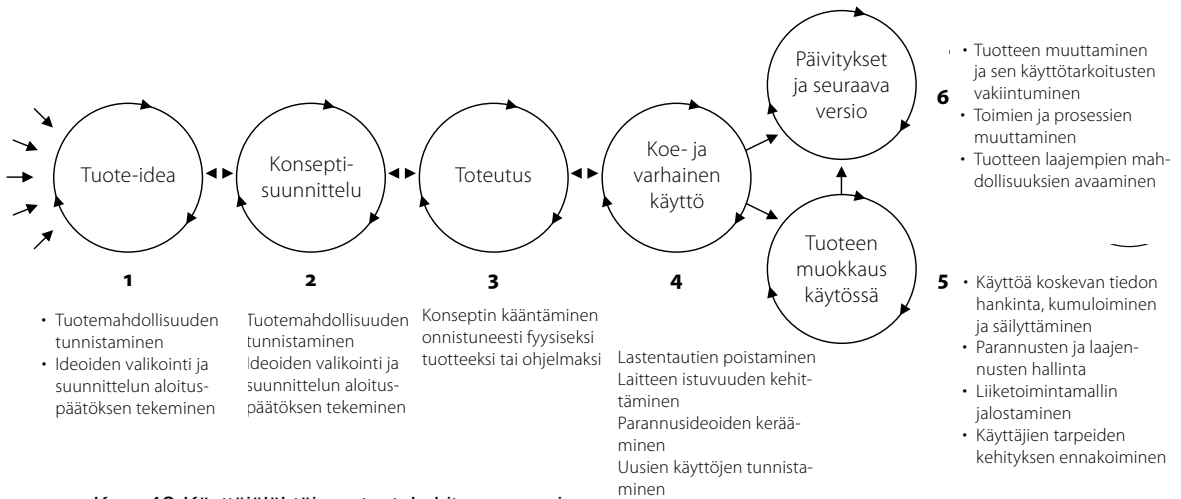 Tuote-idea
Konsepti-
suunnittelu
Toteutus
Koe- ja
varhainen
käyttö
Päivitykset
ja seuraava
versio
Tuoteen
muokkaus
käytössä
1
• Tuotemahdollisuuden
tunnistaminen
• Ideoiden valikointi ja
suunnittelun aloitus-
päätöksen tekeminen
2
Tuotemahdollisuuden
tunnistaminen
Ideoiden valikointi ja
suunnittelun aloitus-
päätöksen tekeminen
3
Konseptin kääntäminen
onnistuneesti fyysiseksi
tuotteeksi tai ohjelmaksi
4
Lastentautien poistaminen
Laitteen istuvuuden kehit-
täminen
Parannusideoiden kerää-
minen
Uusien käyttöjen tunnista-
minen
6
• Tuotteen muuttaminen
ja sen käyttötarkoitusten
vakiintuminen
• Toimien ja prosessien
muuttaminen
• Tuotteen laajempien mah-
dollisuuksien avaaminen
5
• Käyttöä koskevan tiedon
hankinta, kumuloiminen
ja säilyttäminen
• Parannusten ja laajen-
nusten hallinta
• Liiketoimintamallin
jalostaminen
• Käyttäjien tarpeiden
kehityksen ennakoiminen